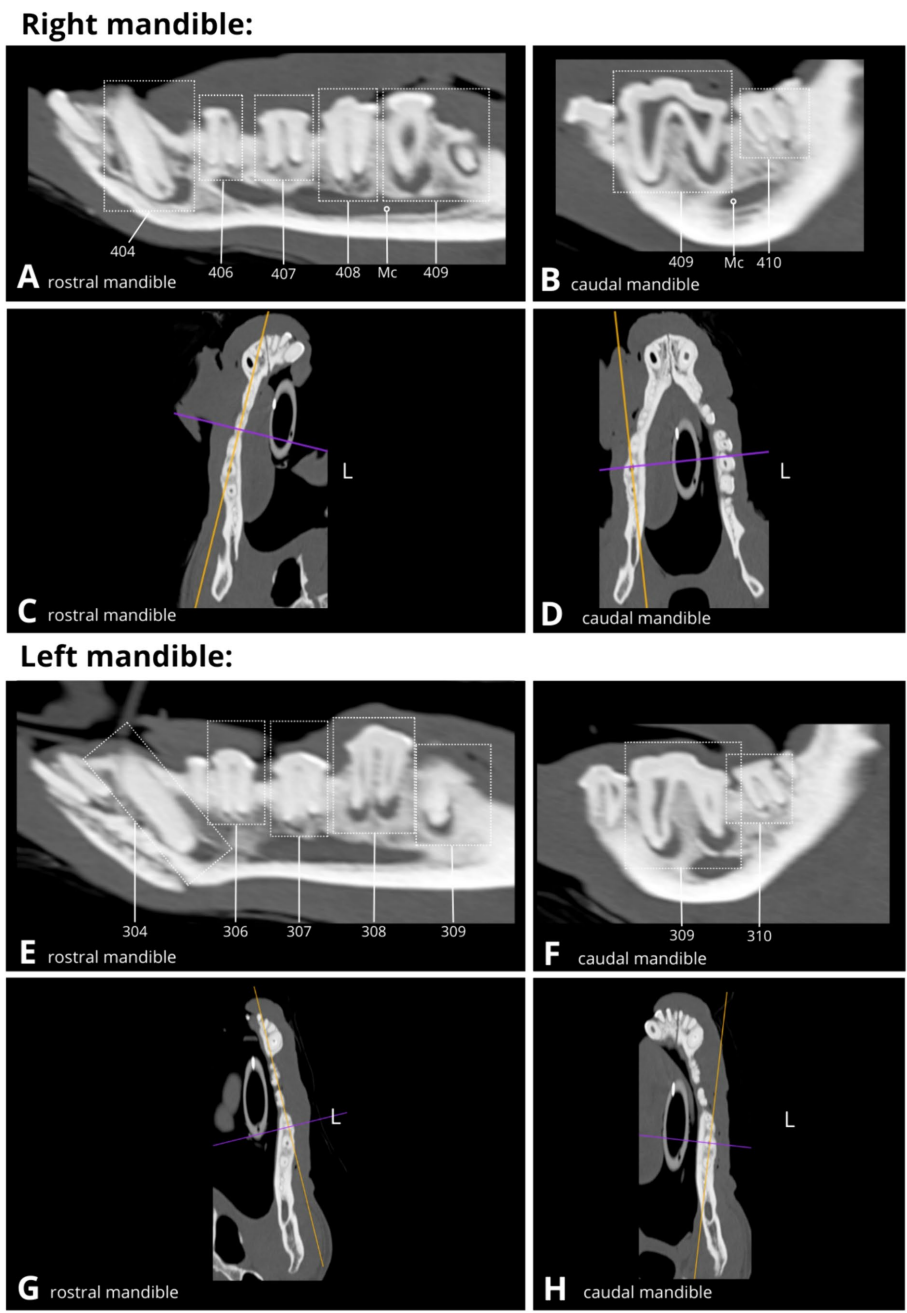 Right mandible:
404
406
407
408
Mc
409
A rostral mandible
409
Mc
410
B caudal mandible
L
C rostral mandible
L
D caudal mandible
Left mandible:
304
306
307
308
309
E rostral mandible
309
310
F caudal mandible
L
G rostral mandible
L
H caudal mandible